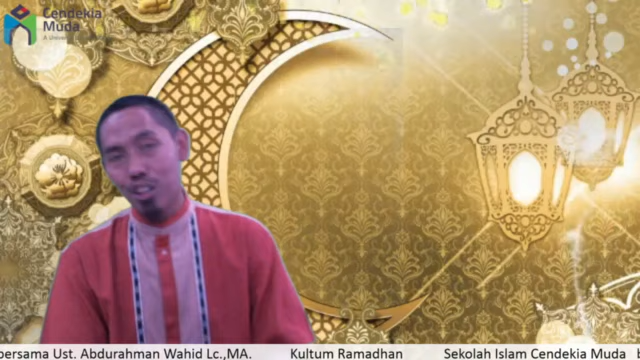 Cendekia
Muda
bersama Ust. Abdurahman Wahid Lc.,MA. Kultum Ramadhan Sekolah Islam Cendekia Muda